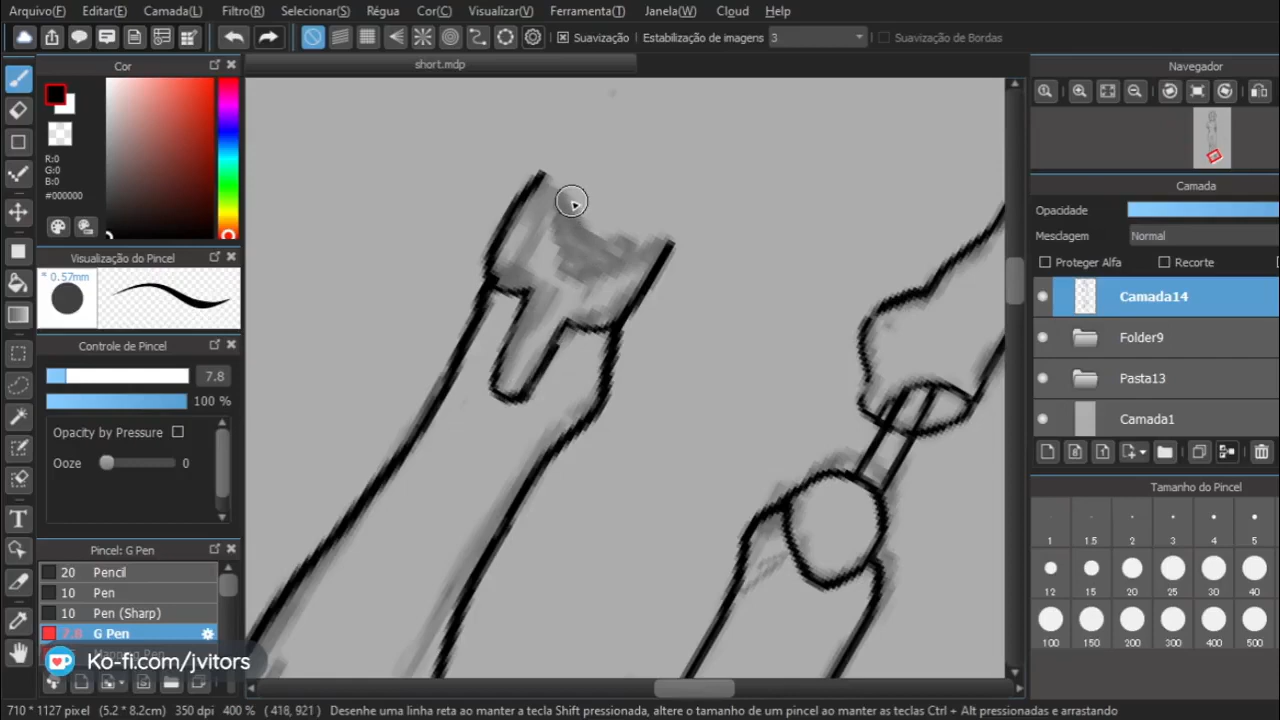 Arquivo(F) Editar(E) Camada(L) Filtro(R) Selecionar(S) Régua Cor(C) Visualizar(V) Ferramenta(T) Janela(W) Cloud Help
Suavização Estabilização de imagens 3 Suavização de Bordas
Cor
short.mdp
Navegador
R:0
G:0
B:0
#000000
Camada
Opacidade
Mesclagem Normal
Proteger Alfa Recorte
Visualização do Pincel
* 0.57mm
Camada14
Folder9
Pasta13
Camada1
Controle de Pincel
7.8
100 %
Opacity by Pressure
Ooze 0
Tamanho do Pincel
1 1.5 2 3 4 5
12 15 20 25 30 40
100 150 200 300 400 500
Pincel: G Pen
20 Pencil
10 Pen
10 Pen (Sharp)
7.8 G Pen
Ko-fi.com/jvitors
710 * 1127 pixel (5.2 * 8.2cm) 350 dpi 400 % ( 418, 921) Desenhe uma linha reta ao manter a tecla Shift pressionada, altere o tamanho de um pincel ao manter as teclas Ctrl + Alt pressionadas e arrastando